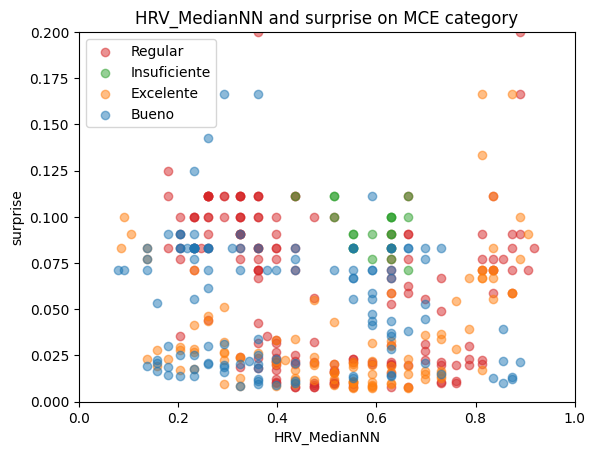 HRV_MedianNN and surprise on MCE category
Regular
Insuficiente
Excelente
Bueno
surprise
0.200
0.175
0.150
0.125
0.100
0.075
0.050
0.025
0.000
0.0 0.2 0.4 0.6 0.8 1.0
HRV_MedianNN